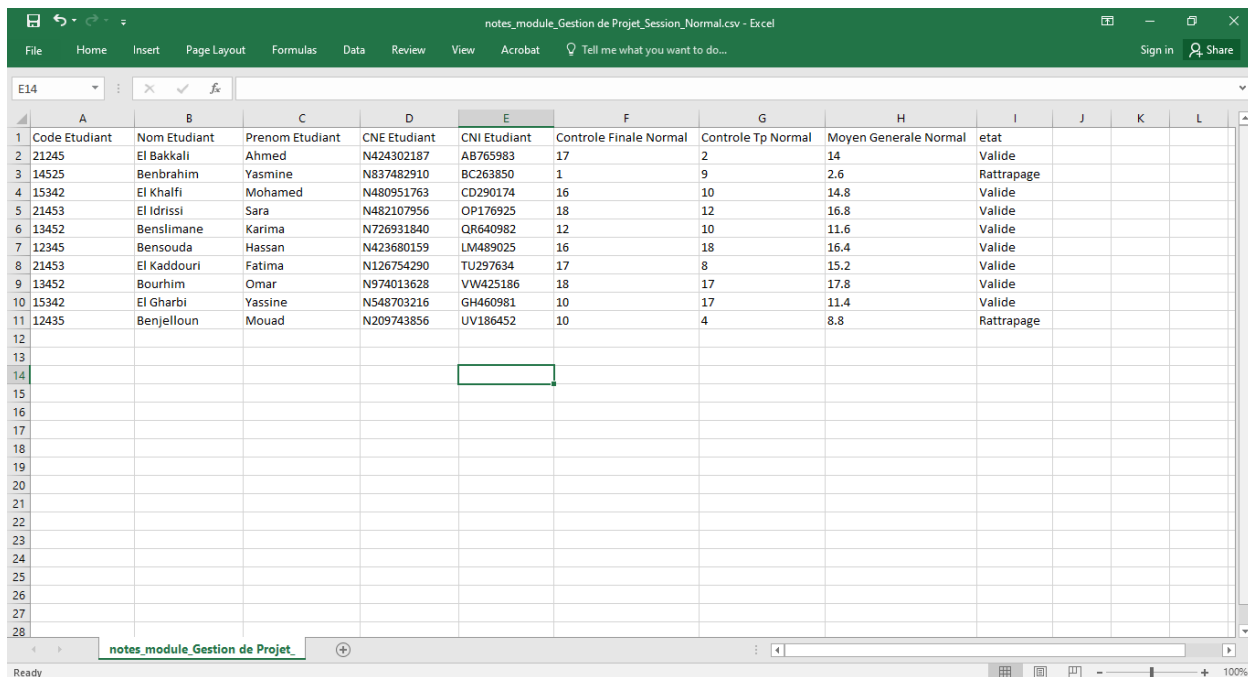 notes_module_Gestion de Projet_Session_Normal.csv - Excel
File Home Insert Page Layout Formulas Data Review View Acrobat Tell me what you want to do... Sign in Share
E14 fx
A B C D E F G H I J K L
1 Code Etudiant Nom Etudiant Prenom Etudiant CNE Etudiant CNI Etudiant Controle Finale Normal Controle Tp Normal Moyen Generale Normal etat
2 21245 El Bakkali Ahmed N424302187 AB765983 17 2 14 Valide
3 14525 Benbrahim Yasmine N837482910 BC263850 1 9 2.6 Rattrapage
4 15342 El Khalfi Mohamed N480951763 CD290174 16 10 14.8 Valide
5 21453 El Idrissi Sara N482107956 OP176925 18 12 16.8 Valide
6 13452 Benslimane Karima N726931840 QR640982 12 10 11.6 Valide
7 12345 Bensouda Hassan N423680159 LM489025 16 18 16.4 Valide
8 21453 El Kaddouri Fatima N126754290 TU297634 17 8 15.2 Valide
9 13452 Bourhim Omar N974013628 VW425186 18 17 17.8 Valide
10 15342 El Gharbi Yassine N548703216 GH460981 10 17 11.4 Valide
11 12435 Benjelloun Mouad N209743856 UV186452 10 4 8.8 Rattrapage
12
13
14
15
16
17
18
19
20
21
22
23
24
25
26
27
28
notes_module_Gestion de Projet_
Ready 100%